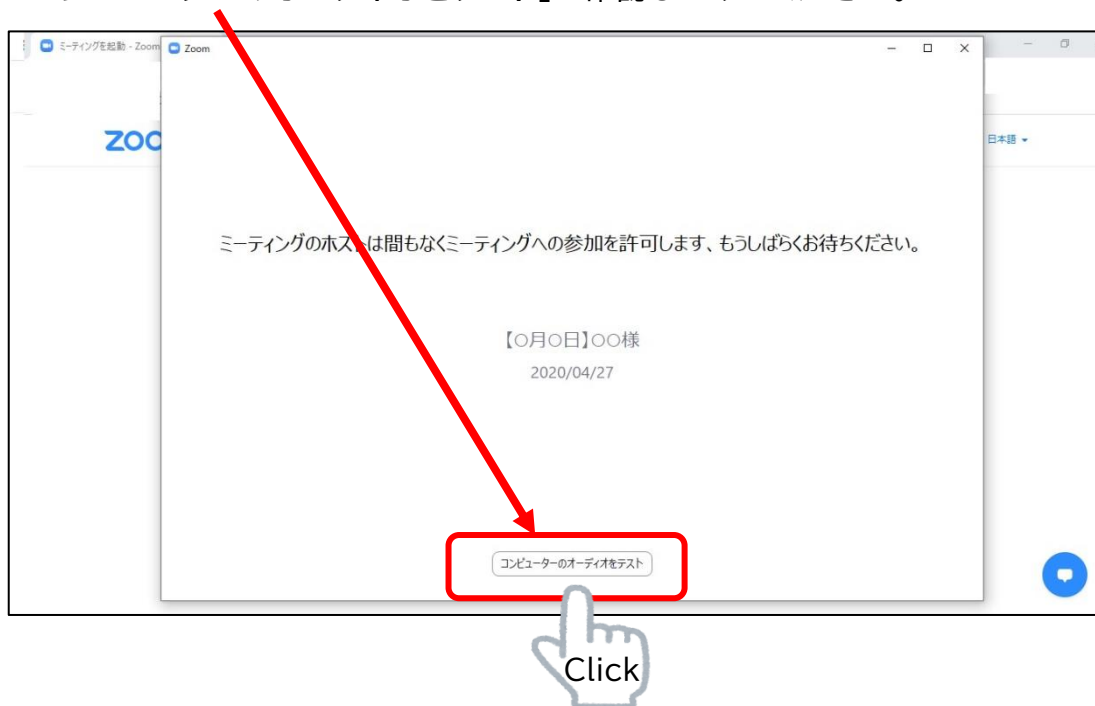 ミーティングを起動 - Zoom
Zoom
日本語
ミーティングのホストは間もなくミーティングへの参加を許可します、もうしばらくお待ちください。
【○月○日】○○様
2020/04/27
コンピューターのオーディオをテスト
Click